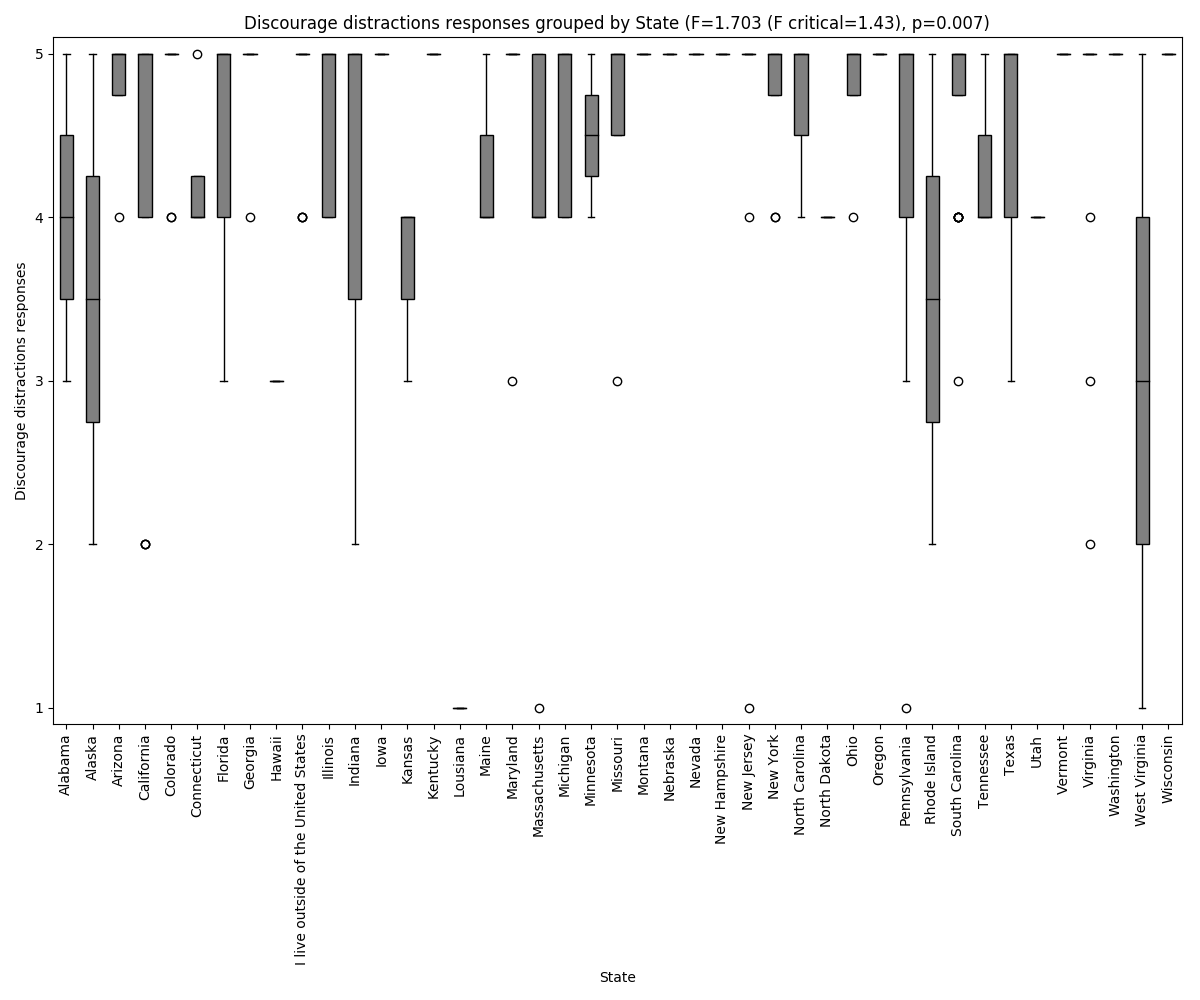 Discourage distractions responses grouped by State (F=1.703 (F critical=1.43), p=0.007)
Discourage distractions responses
5
4
3
2
1
Alabama
Alaska
Arizona
California
Colorado
Connecticut
Florida
Georgia
Hawaii
I live outside of the United States
Illinois
Indiana
Iowa
Kansas
Kentucky
Lousiana
Maine
Maryland
Massachusetts
Michigan
Minnesota
Missouri
Montana
Nebraska
Nevada
New Hampshire
New Jersey
New York
North Carolina
North Dakota
Ohio
Oregon
Pennsylvania
Rhode Island
South Carolina
Tennessee
Texas
Utah
Vermont
Virginia
Washington
West Virginia
Wisconsin
State